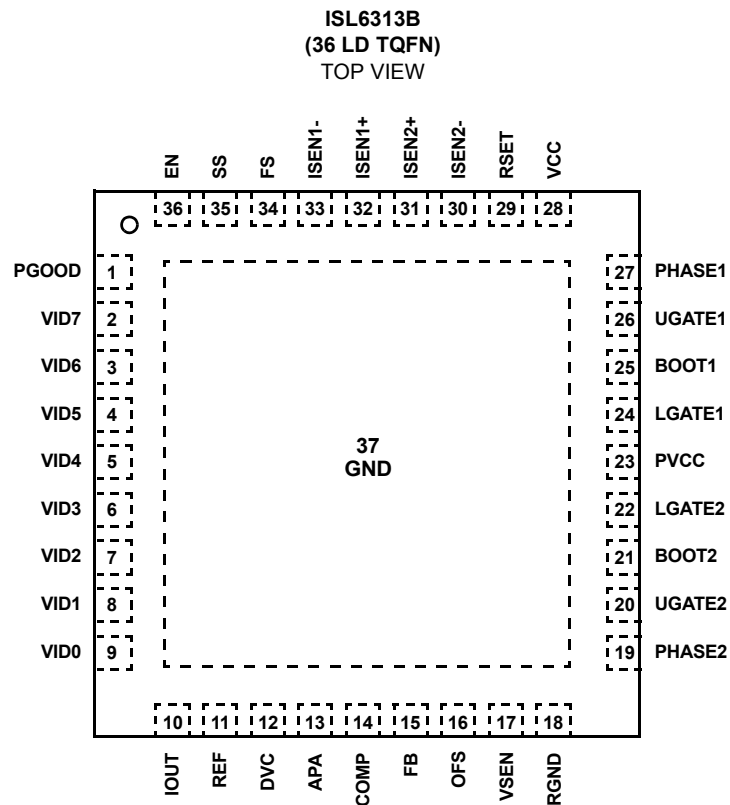 ISL6313B
(36 LD TQFN)
TOP VIEW
EN SS FS ISEN1- ISEN1+ ISEN2+ ISEN2- RSET VCC
36 35 34 33 32 31 30 29 28
PGOOD 1
VID7 2
VID6 3
VID5 4
VID4 5
VID3 6
VID2 7
VID1 8
VID0 9
37
GND
27 PHASE1
26 UGATE1
25 BOOT1
24 LGATE1
23 PVCC
22 LGATE2
21 BOOT2
20 UGATE2
19 PHASE2
10 11 12 13 14 15 16 17 18
IOUT REF DVC APA COMP FB OFS VSEN RGND